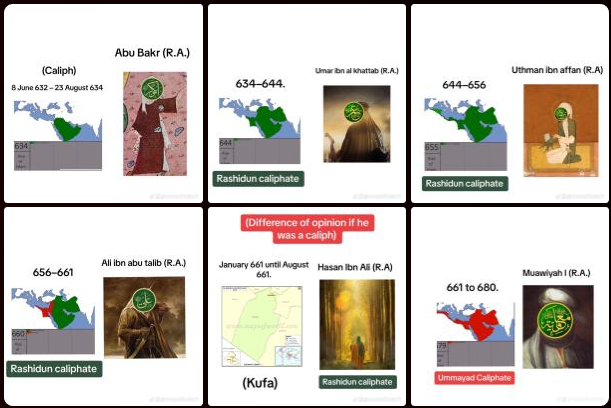 Abu Bakr (R.A.)
(Caliph)
8 June 632 – 23 August 634
634
Umar ibn al khattab (R.A.)
634–644.
644
Rashidun caliphate
Uthman ibn affan (R.A)
644–656
655
Rashidun caliphate
Ali ibn abu talib (R.A.)
656–661
660
Rashidun caliphate
(Difference of opinion if he
was a caliph)
January 661 until August
661.
Hasan Ibn Ali (R.A)
(Kufa)
Rashidun caliphate
Muawiyah I (R.A.)
661 to 680.
679
Ummayad Caliphate